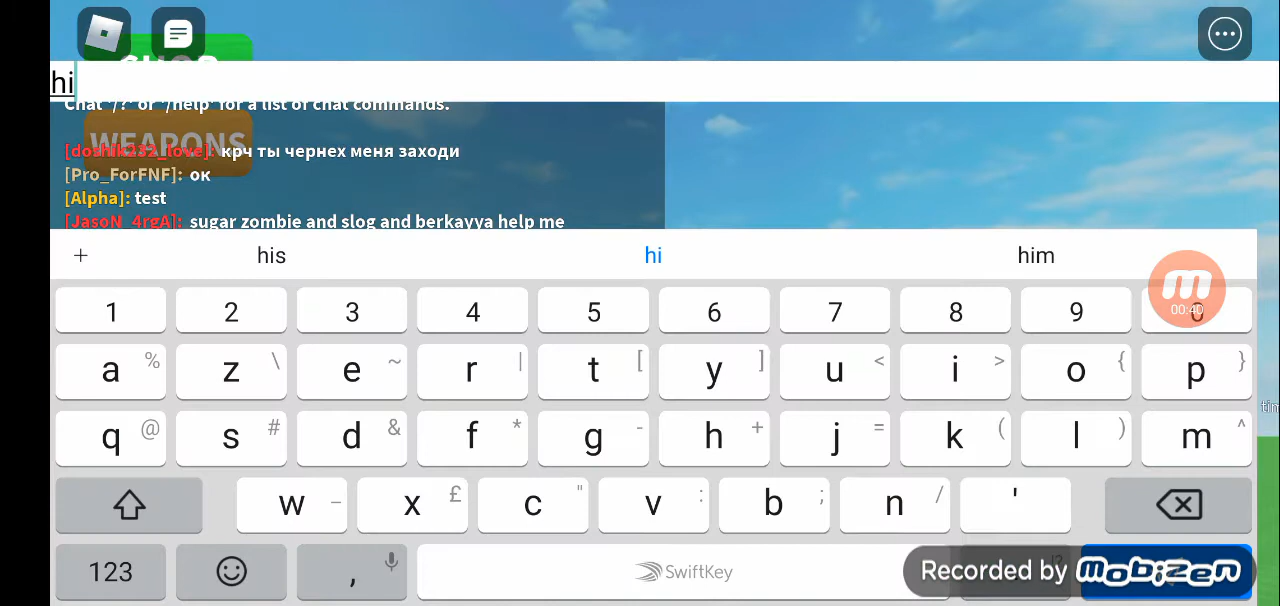 hi
Chat '/?' or '/help' for a list of chat commands.
WEAPONS
[doshik232_love]: крч ты чернех меня заходи
[Pro_ForFNF]: ок
[Alpha]: test
[JasoN_4rgA]: sugar zombie and slog and berkayya help me
+ his hi him
1 2 3 4 5 6 7 8 9 0
00:40
a % z \ e ~ r | t [ y ] u < i > o { p }
tim
q @ s # d & f * g - h + j = k ( l ) m ^
w _ x £ c " v : b ; n / '
123 , SwiftKey !?
Recorded by mobizen